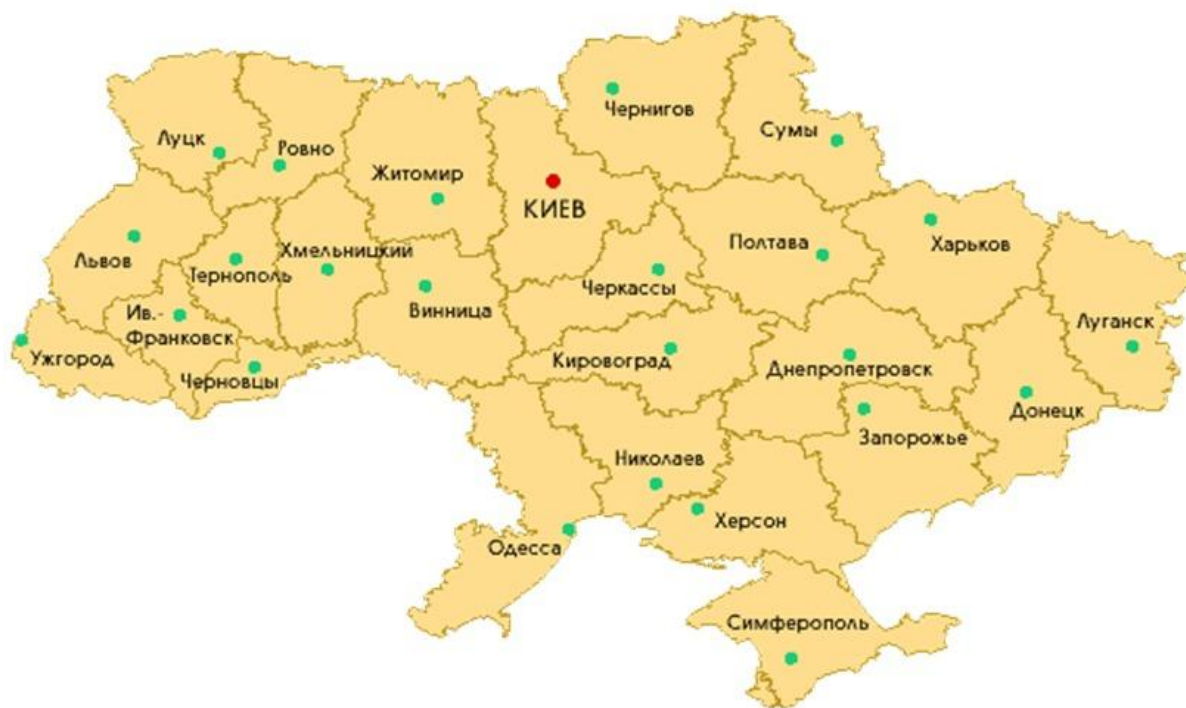 Чернигов
Сумы
Луцк
Ровно
Житомир
КИЕВ
Харьков
Полтава
Хмельницкий
Львов
Тернополь
Черкассы
Винница
Ив.-
Франковск
Луганск
Ужгород
Кировоград
Днепропетровск
Черновцы
Донецк
Запорожье
Николаев
Херсон
Одесса
Симферополь